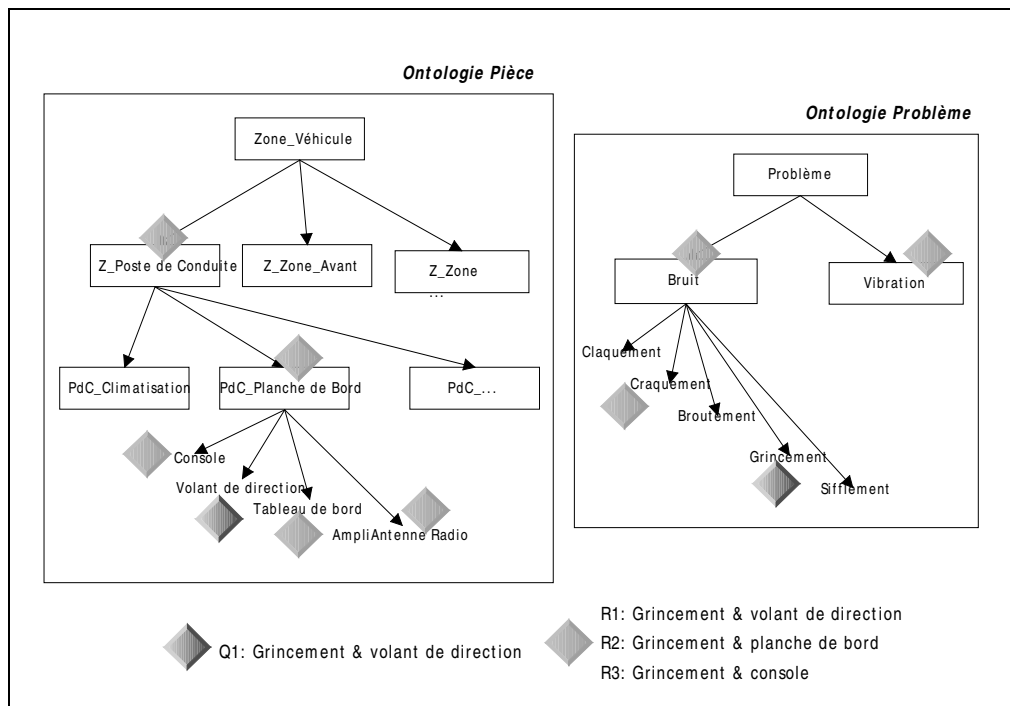 Ontologie Pièce
Ontologie Problème
Zone_Véhicule
Z_Poste de Conduite
Z_Zone_Avant
Z_Zone
...
PdC_Climatisation
PdC_Planche de Bord
PdC_...
Console
Volant de direction
Tableau de bord
AmpliAntenne Radio
Problème
Bruit
Vibration
Claquement
Craquement
Broutement
Grincement
Sifflement
Q1: Grincement & volant de direction
R1: Grincement & volant de direction
R2: Grincement & planche de bord
R3: Grincement & console